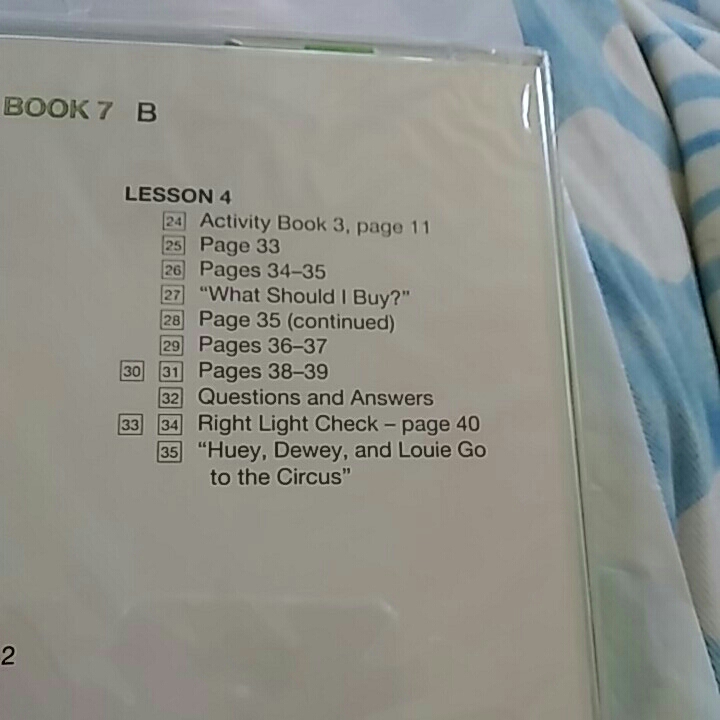 BOOK 7 B
LESSON 4
24 Activity Book 3, page 11
25 Page 33
26 Pages 34–35
27 “What Should I Buy?”
28 Page 35 (continued)
29 Pages 36–37
30 31 Pages 38–39
32 Questions and Answers
33 34 Right Light Check – page 40
35 “Huey, Dewey, and Louie Go
to the Circus”
2